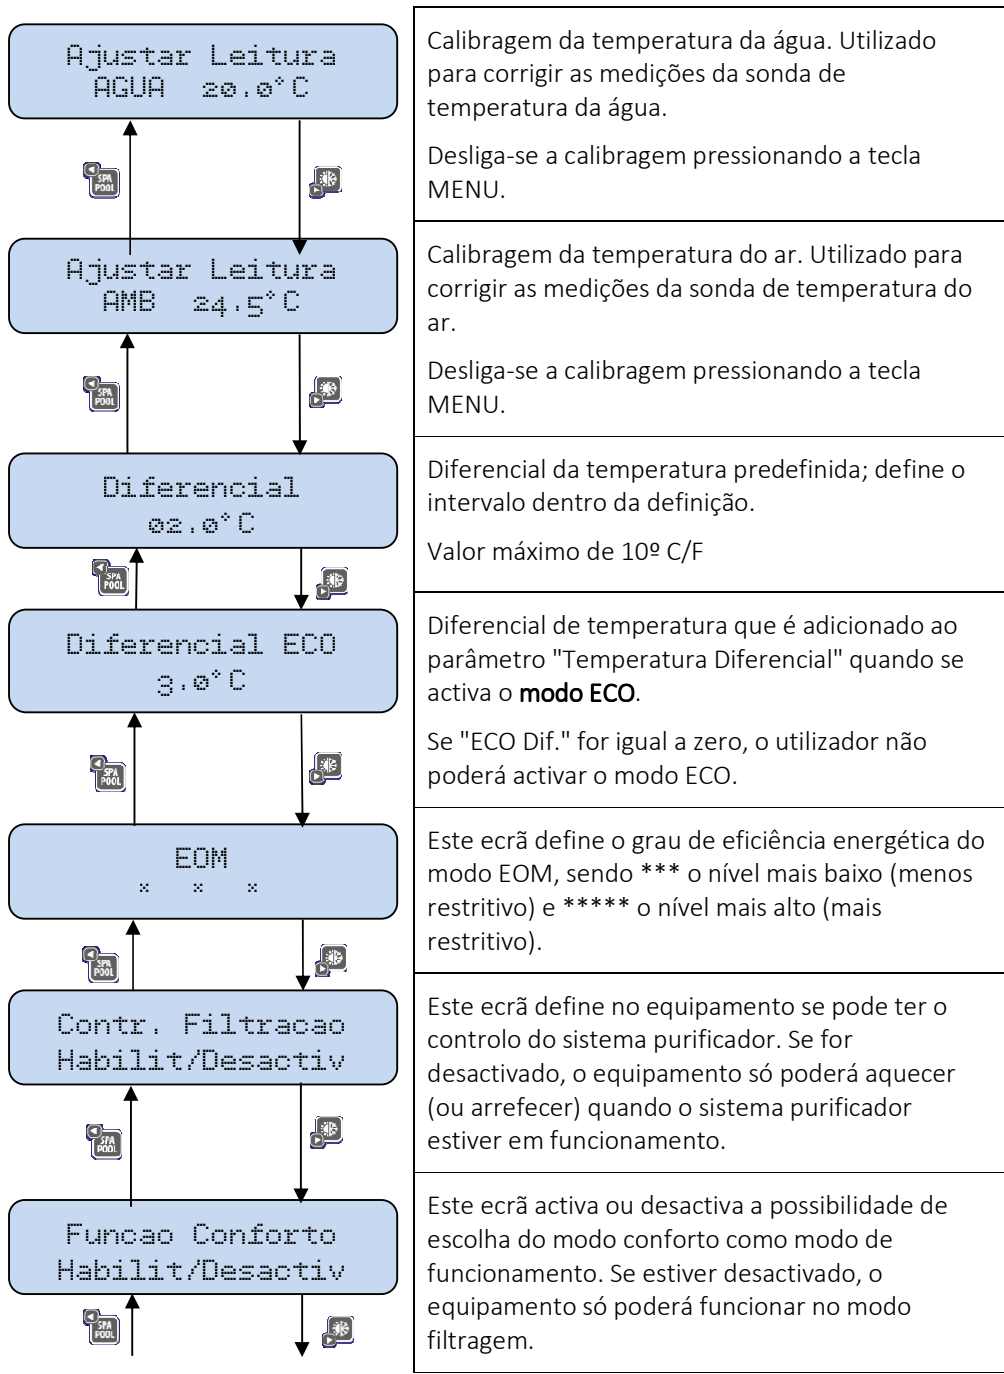 Ajustar Leitura
AGUA 20.0°C
Calibragem da temperatura da água. Utilizado
para corrigir as medições da sonda de
temperatura da água.
Desliga-se a calibragem pressionando a tecla
MENU.
SPA
POOL
Ajustar Leitura
AMB 24.5°C
Calibragem da temperatura do ar. Utilizado para
corrigir as medições da sonda de temperatura do
ar.
Desliga-se a calibragem pressionando a tecla
MENU.
SPA
POOL
Diferencial
02.0°C
Diferencial da temperatura predefinida; define o
intervalo dentro da definição.
Valor máximo de 10º C/F
SPA
POOL
Diferencial ECO
3.0°C
Diferencial de temperatura que é adicionado ao
parâmetro "Temperatura Diferencial" quando se
activa o modo ECO.
Se "ECO Dif." for igual a zero, o utilizador não
poderá activar o modo ECO.
SPA
POOL
EOM
* * *
Este ecrã define o grau de eficiência energética do
modo EOM, sendo *** o nível mais baixo (menos
restritivo) e ***** o nível mais alto (mais
restritivo).
SPA
POOL
Contr. Filtracao
Habilit/Desactiv
Este ecrã define no equipamento se pode ter o
controlo do sistema purificador. Se for
desactivado, o equipamento só poderá aquecer
(ou arrefecer) quando o sistema purificador
estiver em funcionamento.
SPA
POOL
Funcao Conforto
Habilit/Desactiv
Este ecrã activa ou desactiva a possibilidade de
escolha do modo conforto como modo de
funcionamento. Se estiver desactivado, o
equipamento só poderá funcionar no modo
filtragem.
SPA
POOL